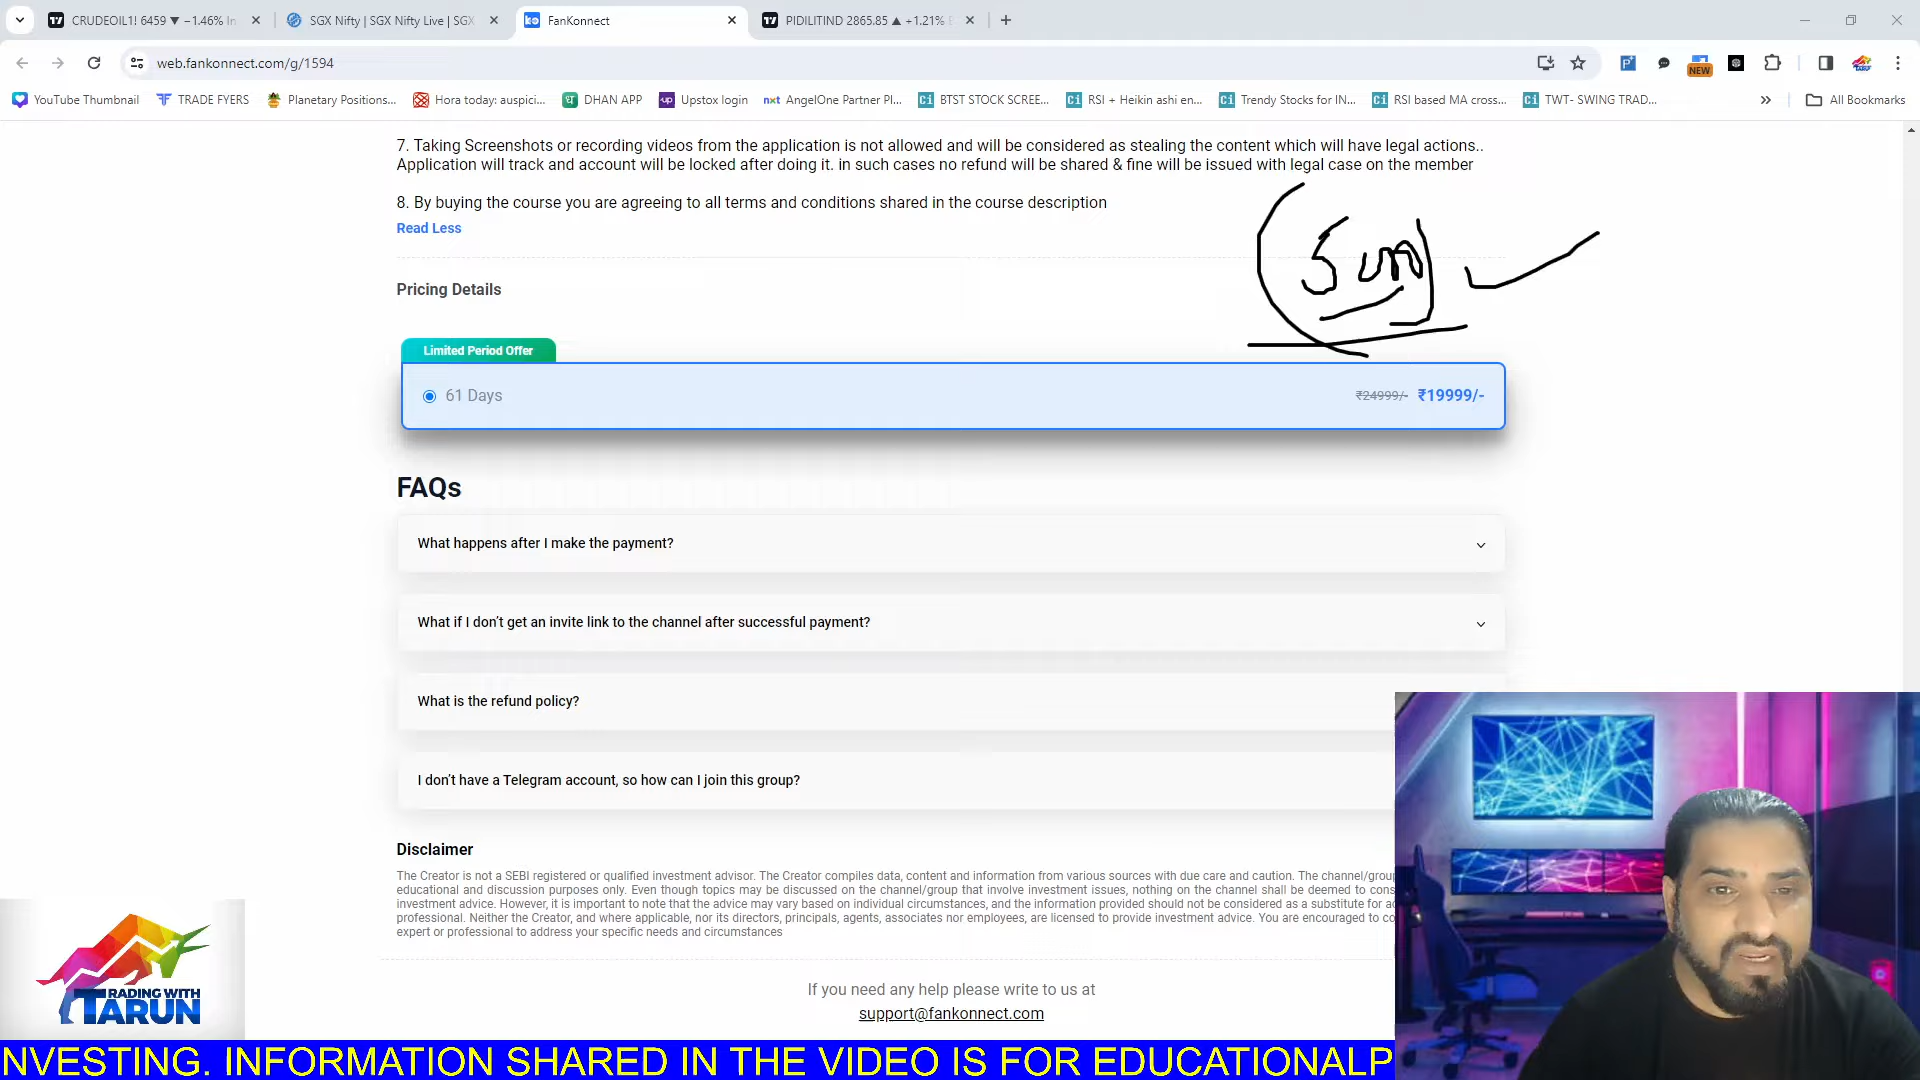 CRUDEOIL1! 6459 ▼ −1.46%
SGX Nifty | SGX Nifty Live | SGX
FanKonnect
PIDILITIND 2865.85 ▲ +1.21%
web.fankonnect.com/g/1594
NEW
YouTube Thumbnail
TRADE FYERS
Planetary Positions...
Hora today: auspici...
DHAN APP
Upstox login
nxt AngelOne Partner Pl...
Ci BTST STOCK SCREE...
Ci RSI + Heikin ashi en...
Ci Trendy Stocks for IN...
Ci RSI based MA cross...
Ci TWT- SWING TRAD...
All Bookmarks
7. Taking Screenshots or recording videos from the application is not allowed and will be considered as stealing the content which will have legal actions..
Application will track and account will be locked after doing it. in such cases no refund will be shared & fine will be issued with legal case on the member
8. By buying the course you are agreeing to all terms and conditions shared in the course description
Read Less
Sun
Pricing Details
Limited Period Offer
61 Days
₹24999/- ₹19999/-
FAQs
What happens after I make the payment?
What if I don’t get an invite link to the channel after successful payment?
What is the refund policy?
I don’t have a Telegram account, so how can I join this group?
Disclaimer
The Creator is not a SEBI registered or qualified investment advisor. The Creator compiles data, content and information from various sources with due care and caution. The channel/group
educational and discussion purposes only. Even though topics may be discussed on the channel/group that involve investment issues, nothing on the channel shall be deemed to cons
investment advice. However, it is important to note that the advice may vary based on individual circumstances, and the information provided should not be considered as a substitute for
professional. Neither the Creator, and where applicable, nor its directors, principals, agents, associates nor employees, are licensed to provide investment advice. You are encouraged to
expert or professional to address your specific needs and circumstances
TRADING WITH
TARUN
If you need any help please write to us at
support@fankonnect.com
NVESTING. INFORMATION SHARED IN THE VIDEO IS FOR EDUCATIONALP